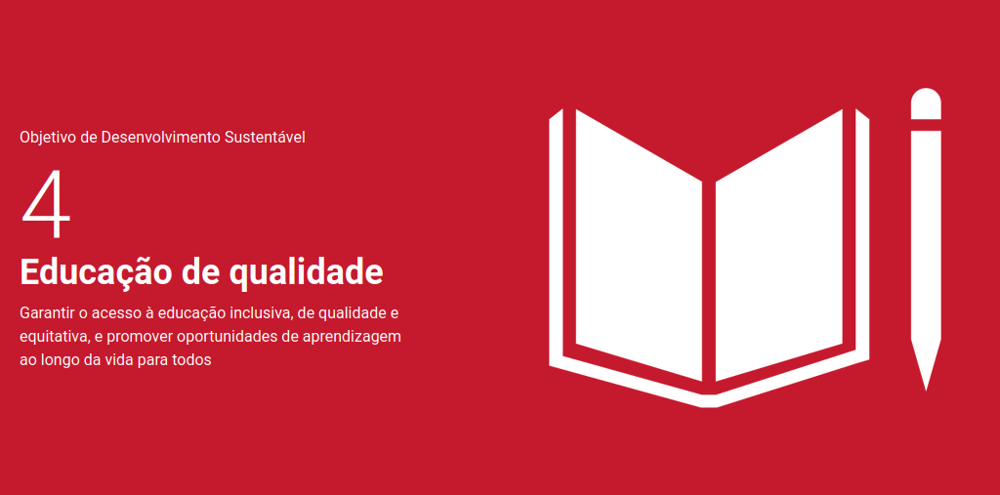 Objetivo de Desenvolvimento Sustentável
4
Educação de qualidade
Garantir o acesso à educação inclusiva, de qualidade e
equitativa, e promover oportunidades de aprendizagem
ao longo da vida para todos